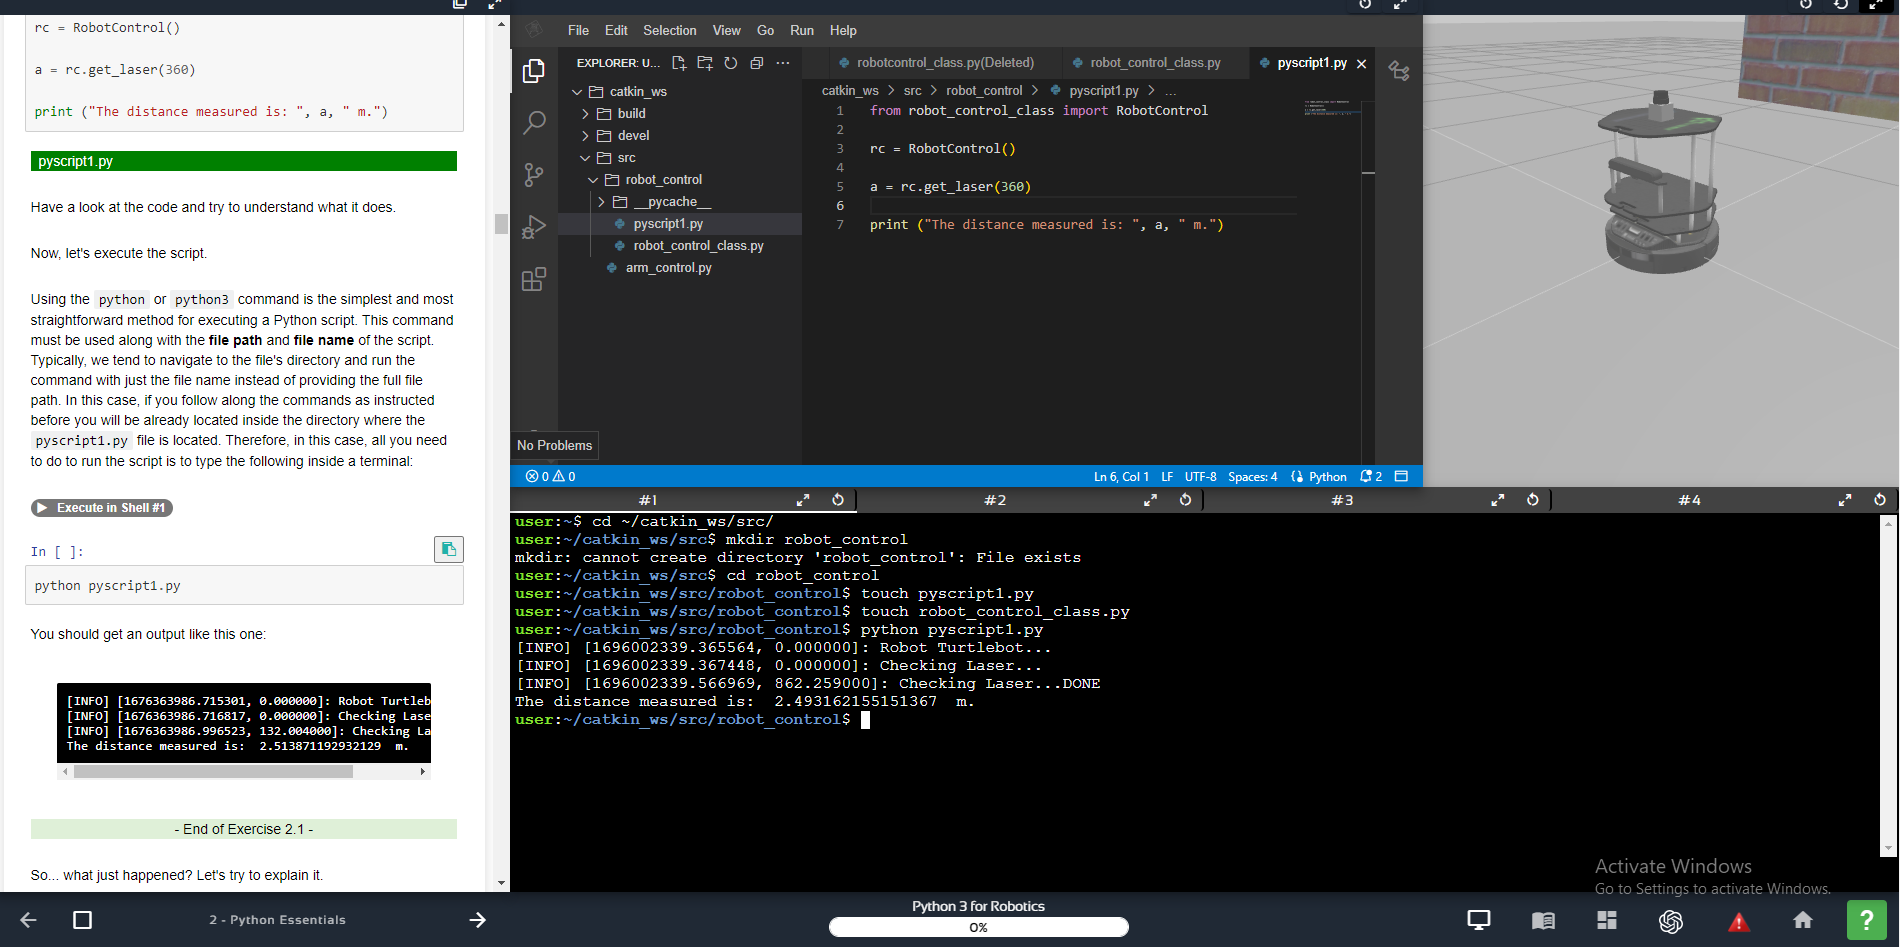 rc = RobotControl()
a = rc.get_laser(360)
print ("The distance measured is: ", a, " m.")
pyscript1.py
Have a look at the code and try to understand what it does.
Now, let's execute the script.
Using the python or python3 command is the simplest and most
straightforward method for executing a Python script. This command
must be used along with the file path and file name of the script.
Typically, we tend to navigate to the file's directory and run the
command with just the file name instead of providing the full file
path. In this case, if you follow along the commands as instructed
before you will be already located inside the directory where the
pyscript1.py file is located. Therefore, in this case, all you need
to do to run the script is to type the following inside a terminal:
Execute in Shell #1
In [ ]:
python pyscript1.py
You should get an output like this one:
[INFO] [1676363986.715301, 0.000000]: Robot Turtleb
[INFO] [1676363986.716817, 0.000000]: Checking Lase
[INFO] [1676363986.996523, 132.004000]: Checking La
The distance measured is:  2.513871192932129  m.
- End of Exercise 2.1 -
So... what just happened? Let's try to explain it.
File Edit Selection View Go Run Help
EXPLORER: U...
catkin_ws
build
devel
src
robot_control
__pycache__
pyscript1.py
robot_control_class.py
arm_control.py
robotcontrol_class.py(Deleted) robot_control_class.py pyscript1.py
catkin_ws > src > robot_control > pyscript1.py > ...
1 from robot_control_class import RobotControl
2
3 rc = RobotControl()
4
5 a = rc.get_laser(360)
6
7 print ("The distance measured is: ", a, " m.")
No Problems
0 0 Ln 6, Col 1 LF UTF-8 Spaces: 4 Python 2
#1 #2 #3 #4
user:~$ cd ~/catkin_ws/src/
user:~/catkin_ws/src$ mkdir robot_control
mkdir: cannot create directory 'robot_control': File exists
user:~/catkin_ws/src$ cd robot_control
user:~/catkin_ws/src/robot_control$ touch pyscript1.py
user:~/catkin_ws/src/robot_control$ touch robot_control_class.py
user:~/catkin_ws/src/robot_control$ python pyscript1.py
[INFO] [1696002339.365564, 0.000000]: Robot Turtlebot...
[INFO] [1696002339.367448, 0.000000]: Checking Laser...
[INFO] [1696002339.566969, 862.259000]: Checking Laser...DONE
The distance measured is:  2.493162155151367  m.
user:~/catkin_ws/src/robot_control$
Activate Windows
Go to Settings to activate Windows.
2 - Python Essentials
Python 3 for Robotics
0%
?